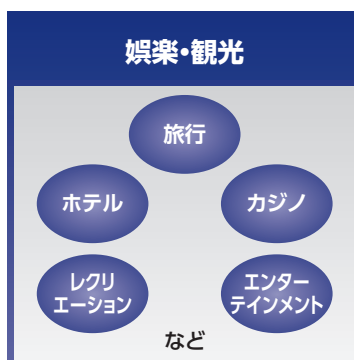 娯楽・観光
旅行
ホテル
カジノ
レクリ
エーション
エンター
テインメント
など